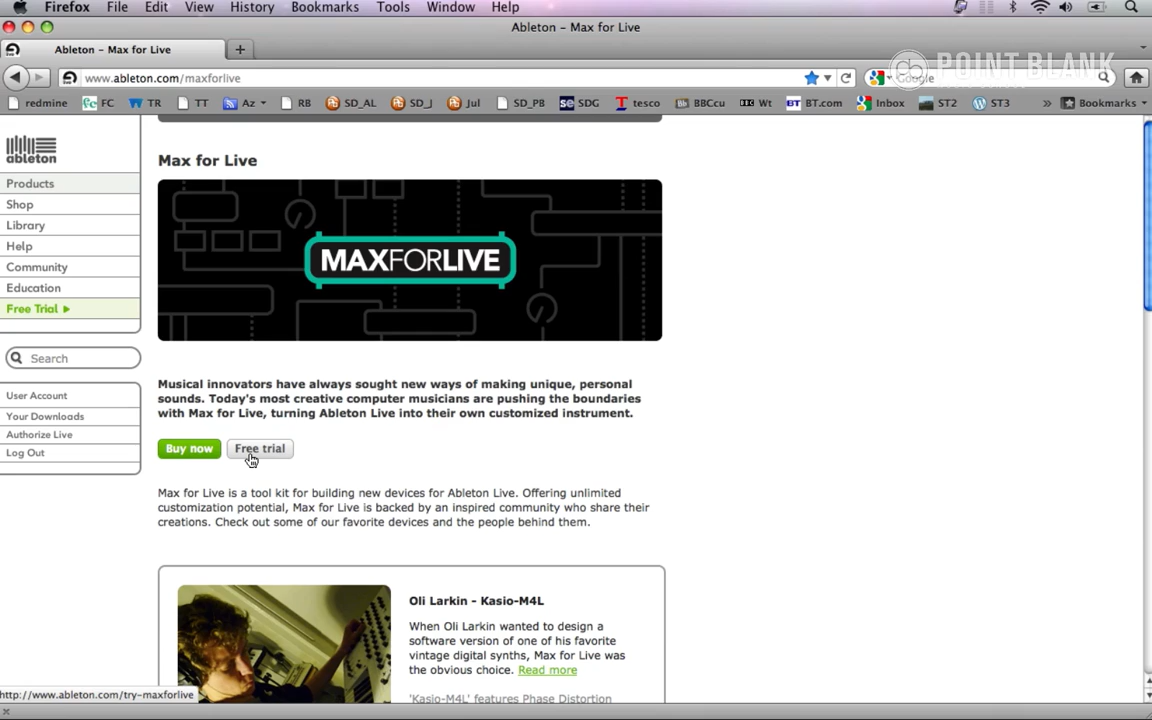 Firefox File Edit View History Bookmarks Tools Window Help
Ableton – Max for Live
Ableton – Max for Live
www.ableton.com/maxforlive
Google
POINT BLANK
redmine FC TR TT Az RB SD_AL SD_J Jul SD_PB SDG tesco BBCcu Wt BT.com Inbox ST2 ST3 » Bookmarks
ableton
Products
Shop
Library
Help
Community
Education
Free Trial
Search
User Account
Your Downloads
Authorize Live
Log Out
Max for Live
MAXFORLIVE
Musical innovators have always sought new ways of making unique, personal
sounds. Today's most creative computer musicians are pushing the boundaries
with Max for Live, turning Ableton Live into their own customized instrument.
Buy now Free trial
Max for Live is a tool kit for building new devices for Ableton Live. Offering unlimited
customization potential, Max for Live is backed by an inspired community who share their
creations. Check out some of our favorite devices and the people behind them.
Oli Larkin - Kasio-M4L
When Oli Larkin wanted to design a
software version of one of his favorite
vintage digital synths, Max for Live was
the obvious choice. Read more
'Kasio-M4L' features Phase Distortion
http://www.ableton.com/try-maxforlive